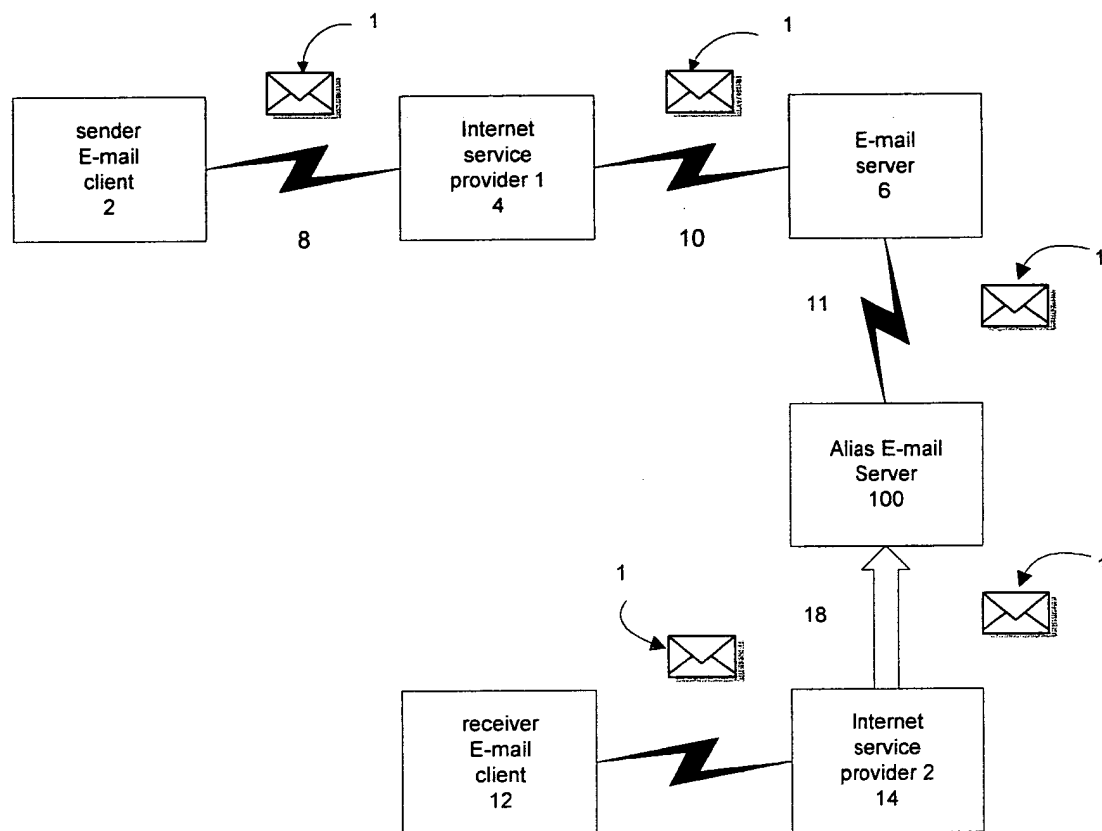 1
1
sender
E-mail
client
2
Internet
service
provider 1
4
E-mail
server
6
8
10
1
11
Alias E-mail
Server
100
1
1
18
receiver
E-mail
client
12
Internet
service
provider 2
14